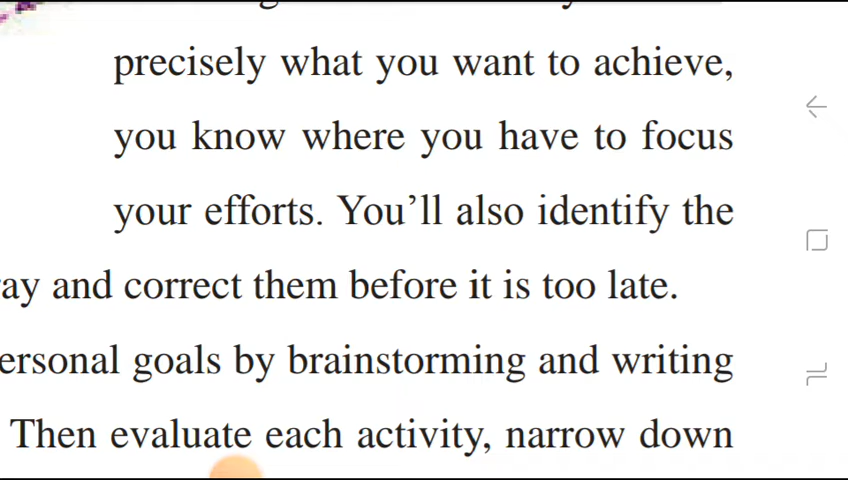 precisely what you want to achieve,
you know where you have to focus
your efforts. You’ll also identify the
and correct them before it is too late.
goals by brainstorming and writing
Then evaluate each activity, narrow down